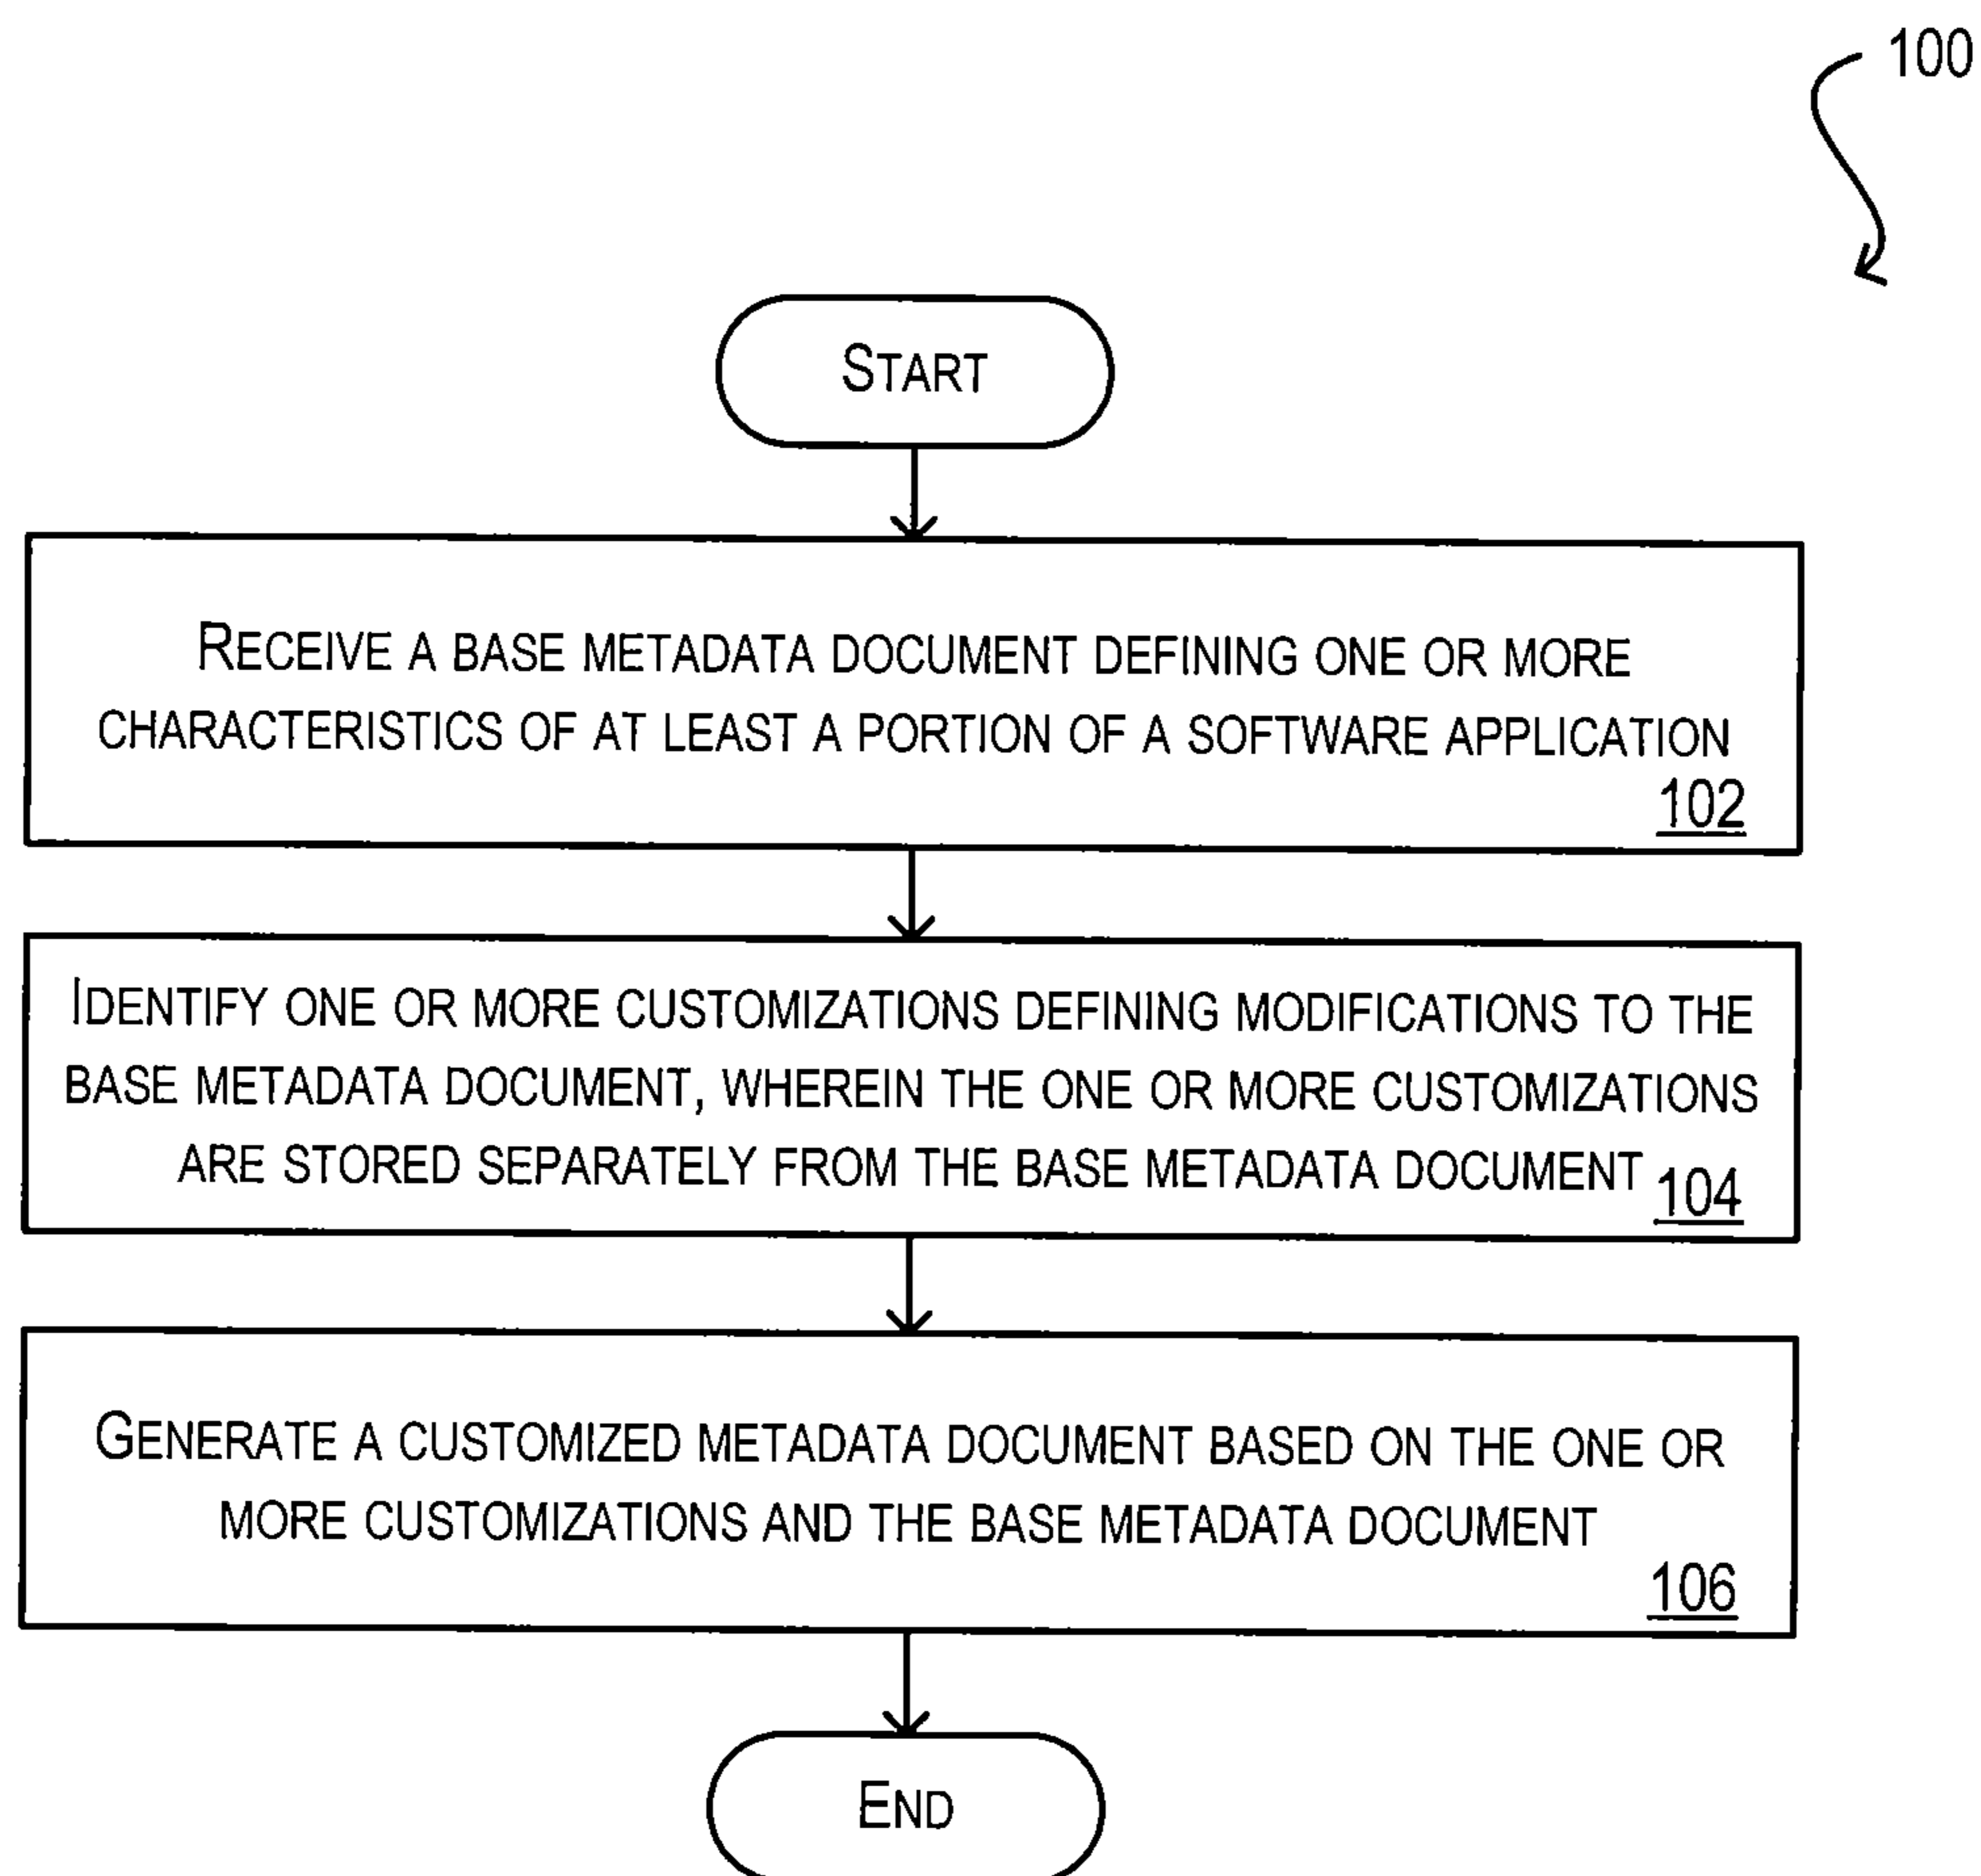 100
START
RECEIVE A BASE METADATA DOCUMENT DEFINING ONE OR MORE
CHARACTERISTICS OF AT LEAST A PORTION OF A SOFTWARE APPLICATION
102
IDENTIFY ONE OR MORE CUSTOMIZATIONS DEFINING MODIFICATIONS TO THE
BASE METADATA DOCUMENT, WHEREIN THE ONE OR MORE CUSTOMIZATIONS
ARE STORED SEPARATELY FROM THE BASE METADATA DOCUMENT
104
GENERATE A CUSTOMIZED METADATA DOCUMENT BASED ON THE ONE OR
MORE CUSTOMIZATIONS AND THE BASE METADATA DOCUMENT
106
END